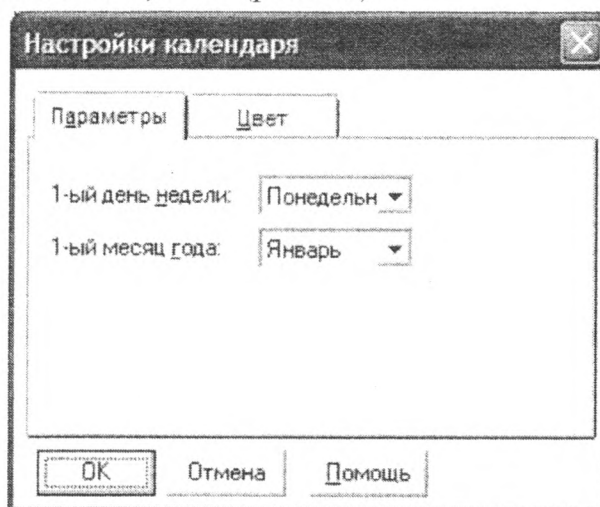 Настройки календаря
Параметры Цвет
1-ый день недели: Понедельн
1-ый месяц года: Январь
OK Отмена Помощь